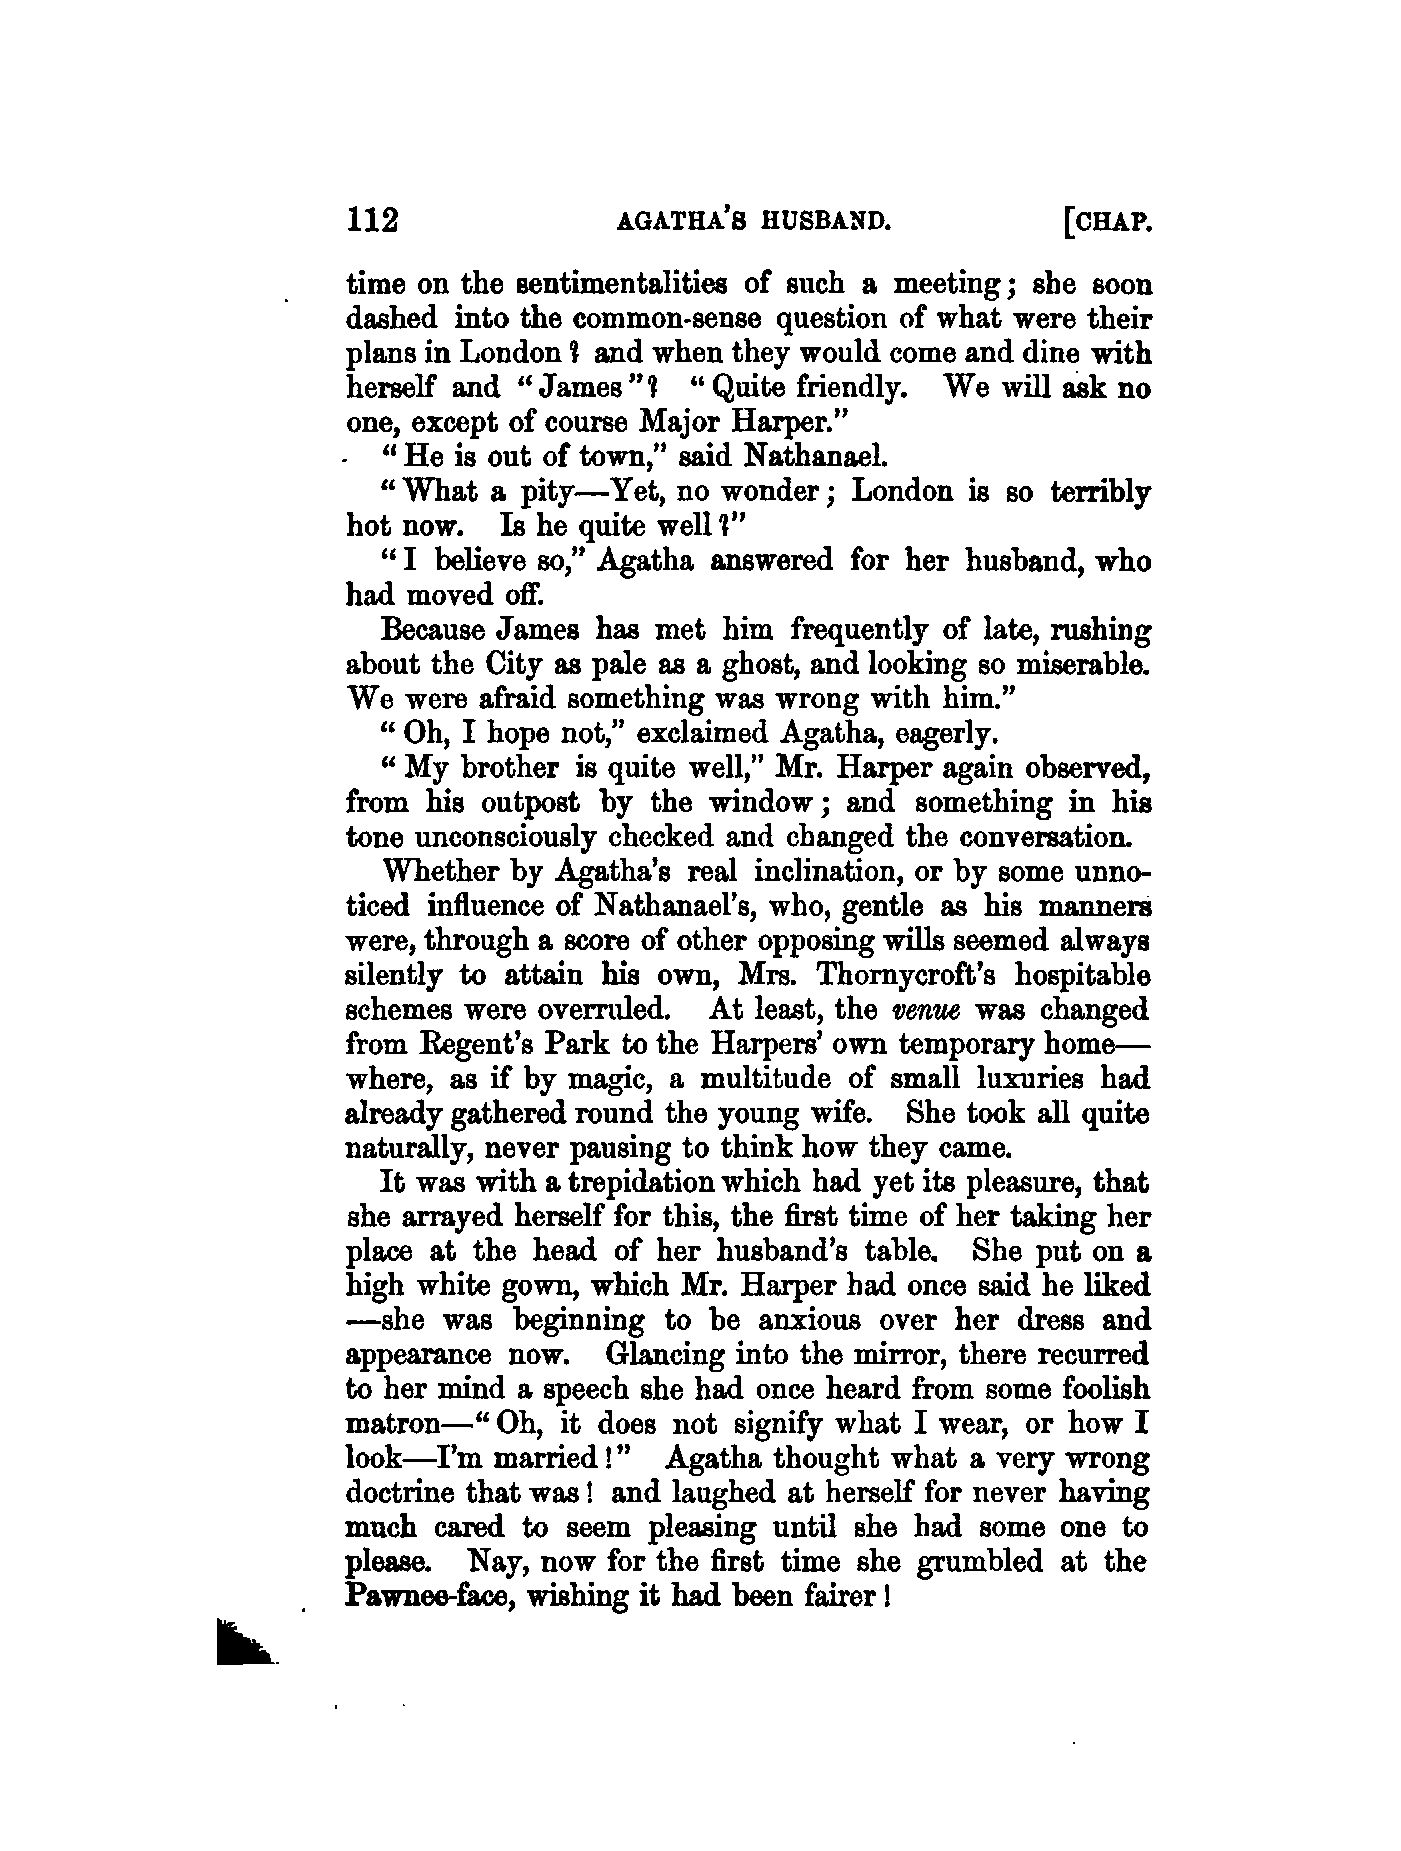 112 AGATHA'S HUSBAND. [CHAP.
time on the sentimentalities of such a meeting; she soon
dashed into the common-sense question of what were their
plans in London? and when they would come and dine with
herself and "James"? "Quite friendly. We will ask no
one, except of course Major Harper."
"He is out of town," said Nathanael.
"What a pity—Yet, no wonder; London is so terribly
hot now. Is he quite well?"
"I believe so," Agatha answered for her husband, who
had moved off.
Because James has met him frequently of late, rushing
about the City as pale as a ghost, and looking so miserable.
We were afraid something was wrong with him."
"Oh, I hope not," exclaimed Agatha, eagerly.
"My brother is quite well," Mr. Harper again observed,
from his outpost by the window; and something in his
tone unconsciously checked and changed the conversation.
Whether by Agatha's real inclination, or by some unno-
ticed influence of Nathanael's, who, gentle as his manners
were, through a score of other opposing wills seemed always
silently to attain his own, Mrs. Thornycroft's hospitable
schemes were overruled. At least, the venue was changed
from Regent's Park to the Harpers' own temporary home—
where, as if by magic, a multitude of small luxuries had
already gathered round the young wife. She took all quite
naturally, never pausing to think how they came.
It was with a trepidation which had yet its pleasure, that
she arrayed herself for this, the first time of her taking her
place at the head of her husband's table. She put on a
high white gown, which Mr. Harper had once said he liked
—she was beginning to be anxious over her dress and
appearance now. Glancing into the mirror, there recurred
to her mind a speech she had once heard from some foolish
matron—"Oh, it does not signify what I wear, or how I
look—I'm married!" Agatha thought what a very wrong
doctrine that was! and laughed at herself for never having
much cared to seem pleasing until she had some one to
please. Nay, now for the first time she grumbled at the
Pawnee-face, wishing it had been fairer!